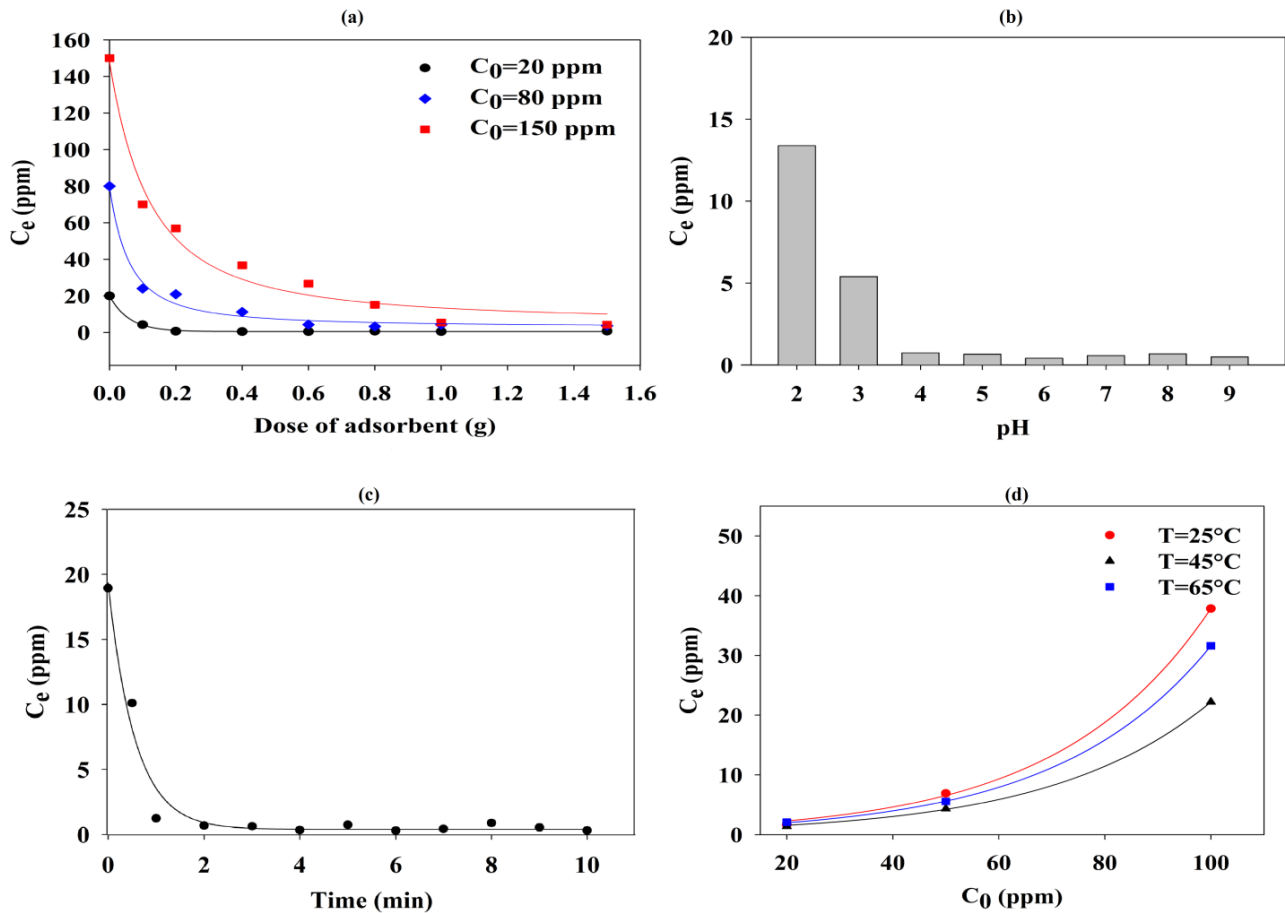 (a)
160
140
120
100
80
60
40
20
0
Ce (ppm)
C0=20 ppm
C0=80 ppm
C0=150 ppm
0.0 0.2 0.4 0.6 0.8 1.0 1.2 1.4 1.6
Dose of adsorbent (g)
(b)
20
15
10
5
0
Ce (ppm)
2 3 4 5 6 7 8 9
pH
(c)
25
20
15
10
5
0
Ce (ppm)
0 2 4 6 8 10
Time (min)
(d)
50
40
30
20
10
0
Ce (ppm)
T=25°C
T=45°C
T=65°C
20 40 60 80 100
C0 (ppm)